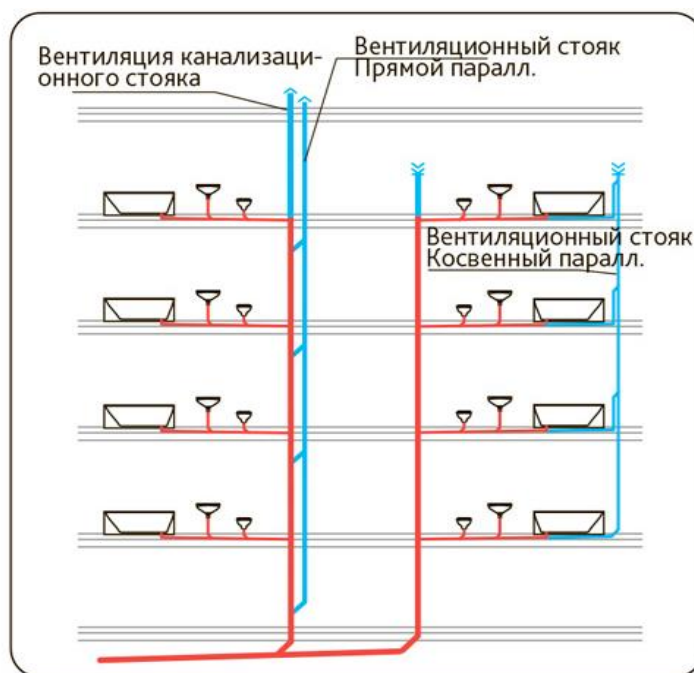 Вентиляция канализаци-
онного стояка
Вентиляционный стояк
Прямой паралл.
Вентиляционный стояк
Косвенный паралл.